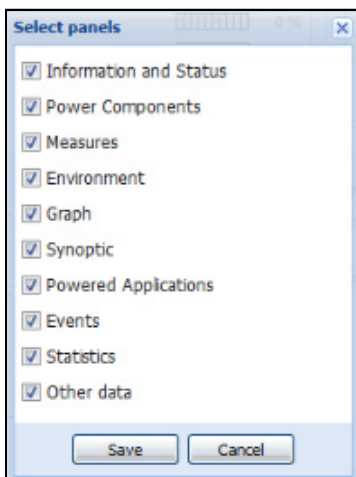 Select panels
0 %
Information and Status
Power Components
Measures
Environment
Graph
Synoptic
Powered Applications
Events
Statistics
Other data
Save
Cancel